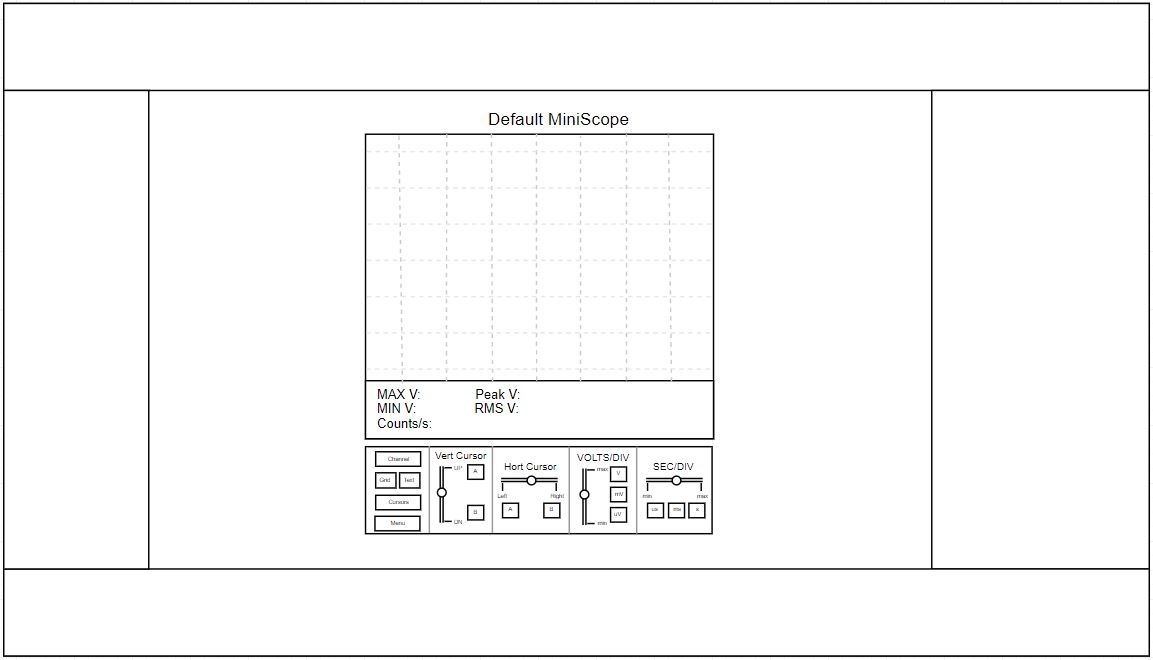 Default MiniScope
MAX V: Peak V:
MIN V: RMS V:
Counts/s:
Channel
Grid Text
Cursors
Menu
Vert Cursor
UP
A
B
DN
Hort Cursor
Left Right
A B
VOLTS/DIV
max
V
mV
uV
min
SEC/DIV
min max
us ms s